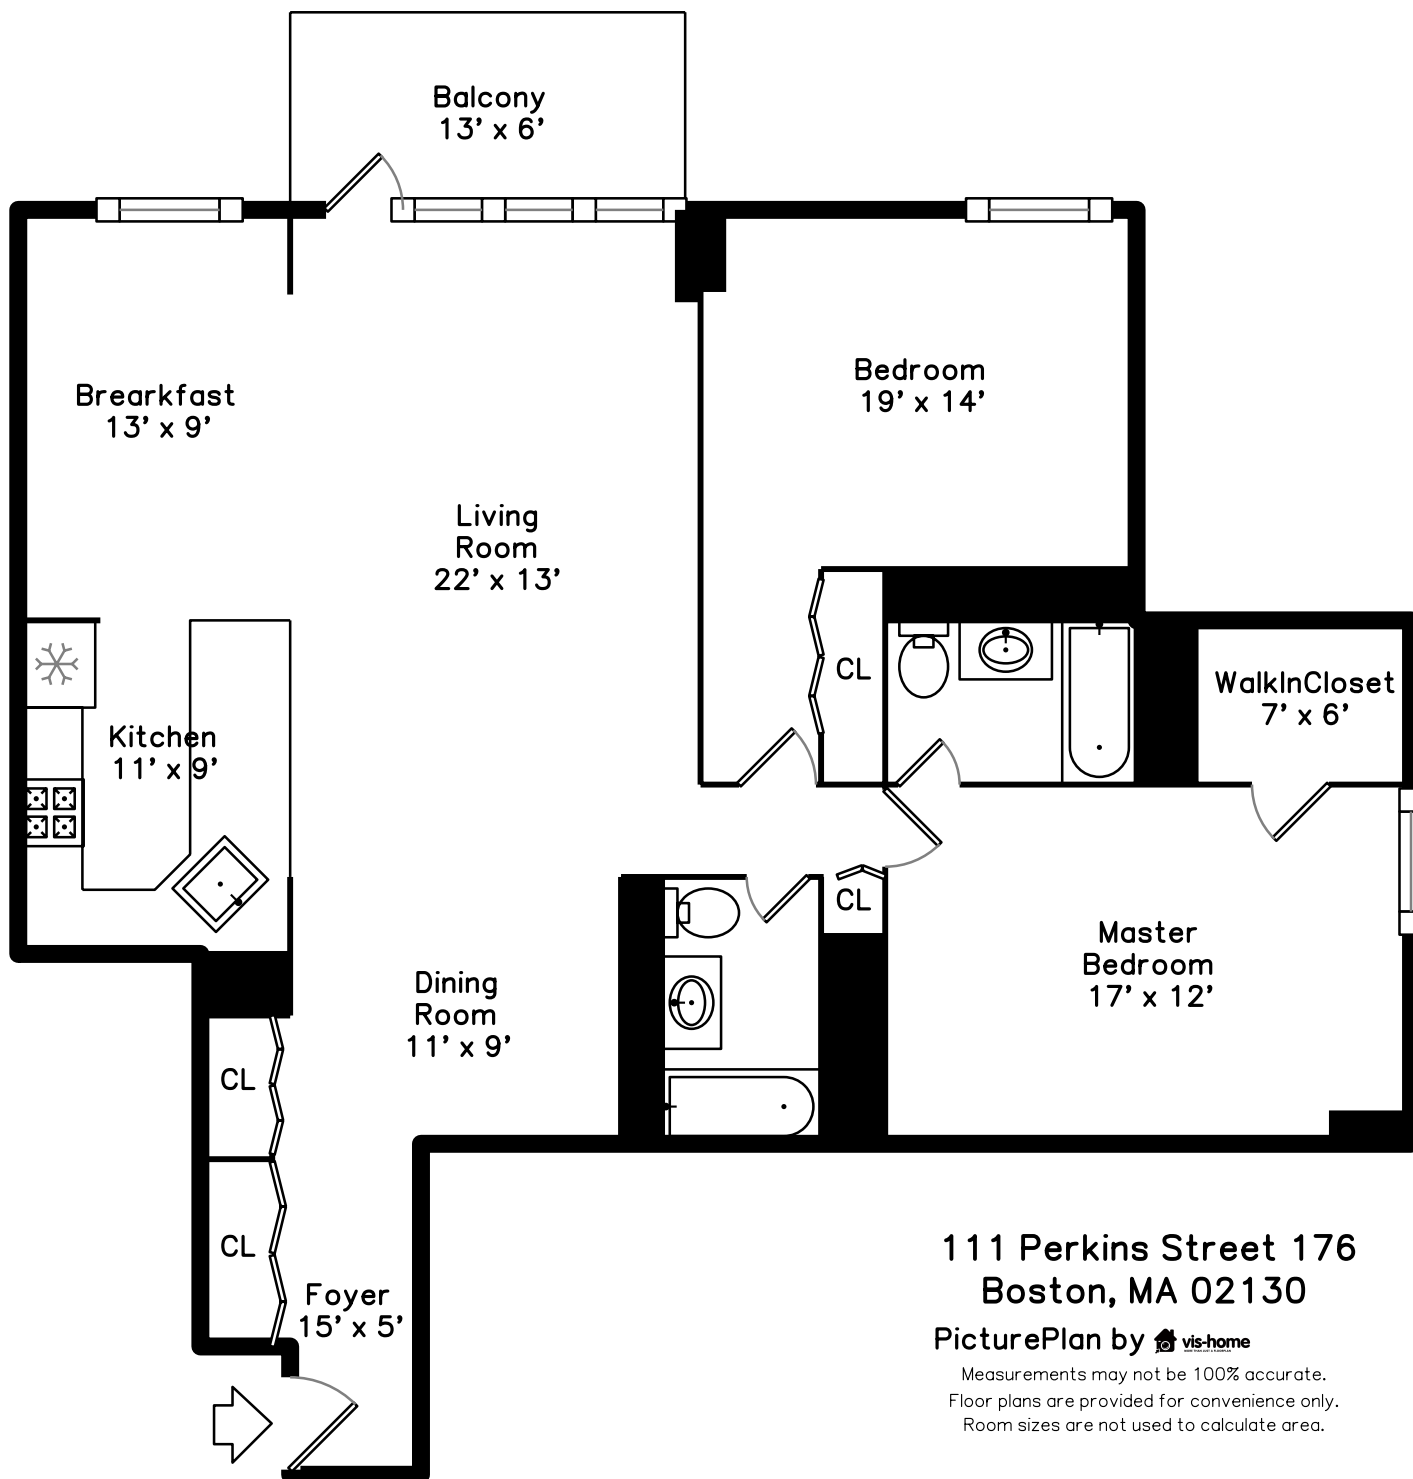 Balcony
13' x 6'
Brearkfast
13' x 9'
Bedroom
19' x 14'
Living
Room
22' x 13'
CL
WalkInCloset
7' x 6'
Kitchen
11' x 9'
CL
Master
Bedroom
17' x 12'
Dining
Room
11' x 9'
CL
CL
Foyer
15' x 5'
111 Perkins Street 176
Boston, MA 02130
PicturePlan by vis-home
Measurements may not be 100% accurate.
Floor plans are provided for convenience only.
Room sizes are not used to calculate area.